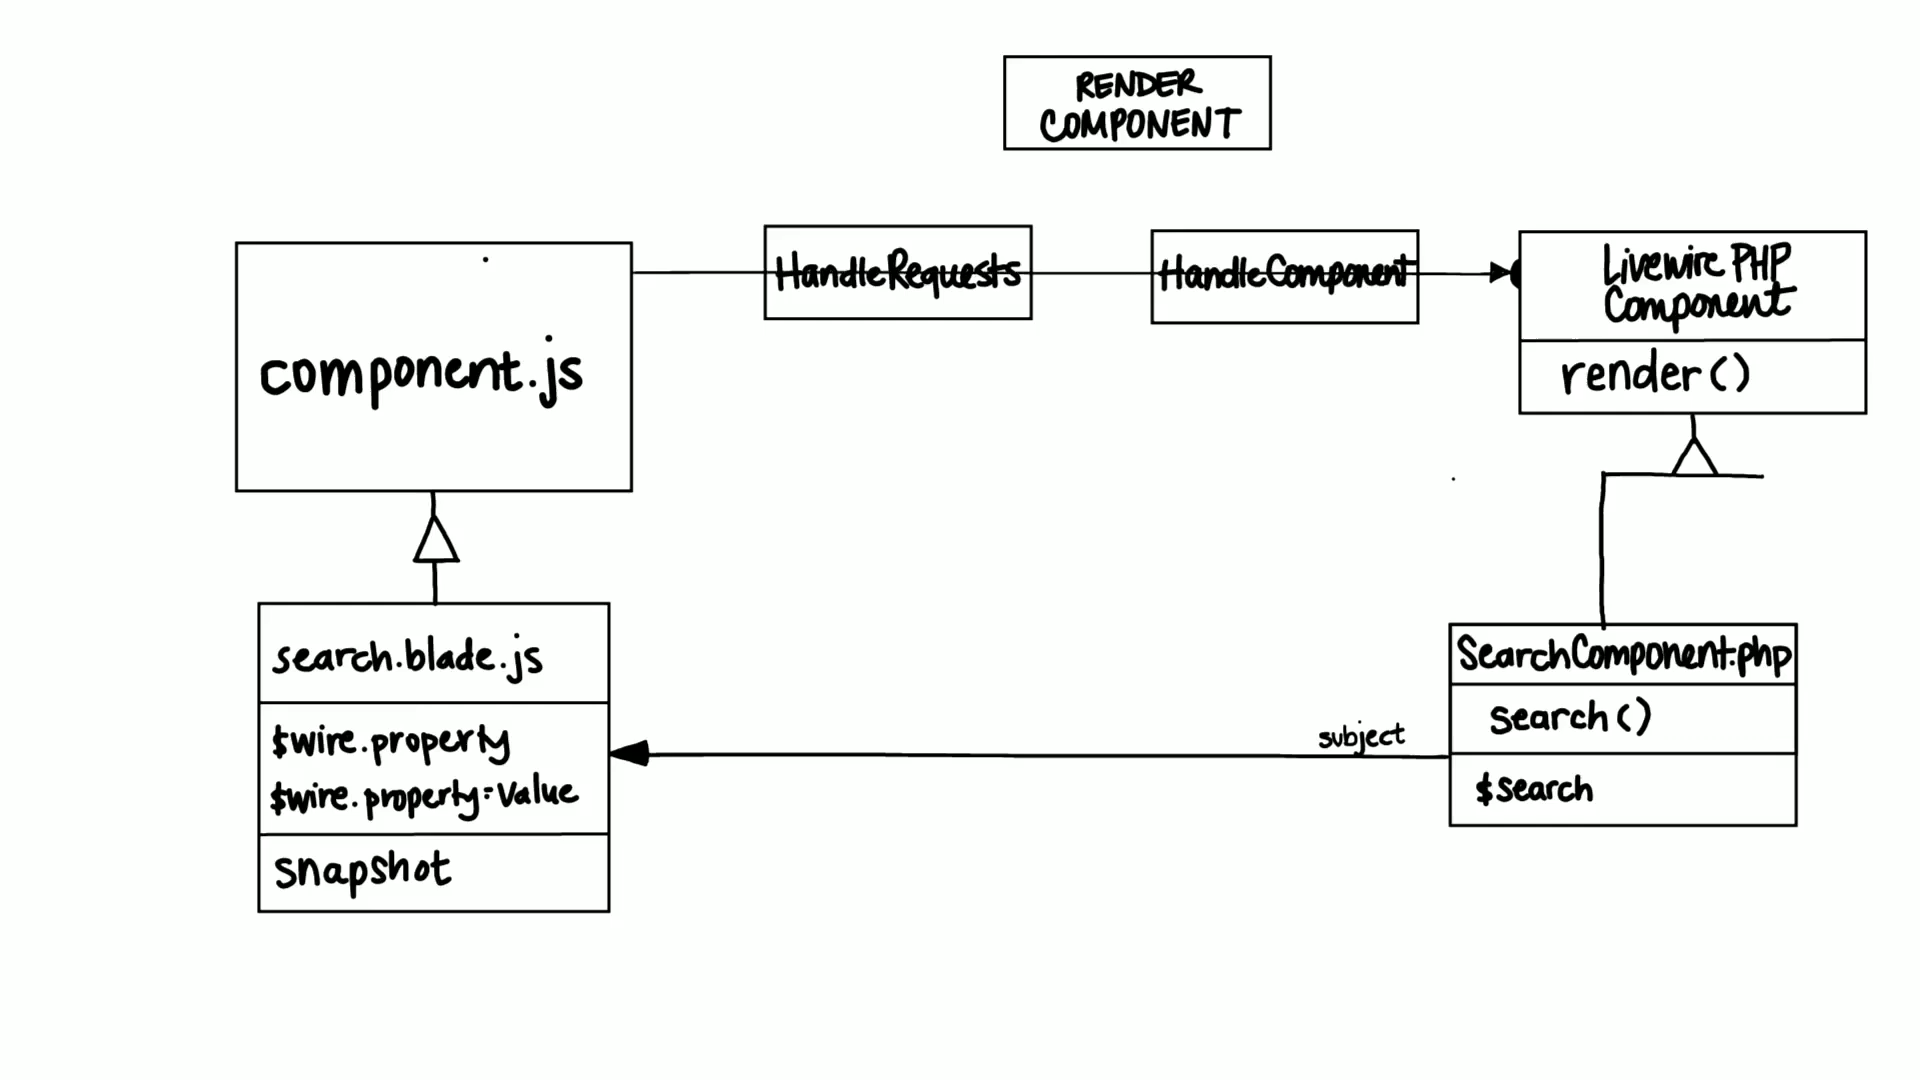 RENDER
COMPONENT
HandleRequests
HandleComponent
Livewire PHP
Component
render()
component.js
search.blade.js
$wire.property
$wire.property=Value
snapshot
subject
SearchComponent.php
search()
$search